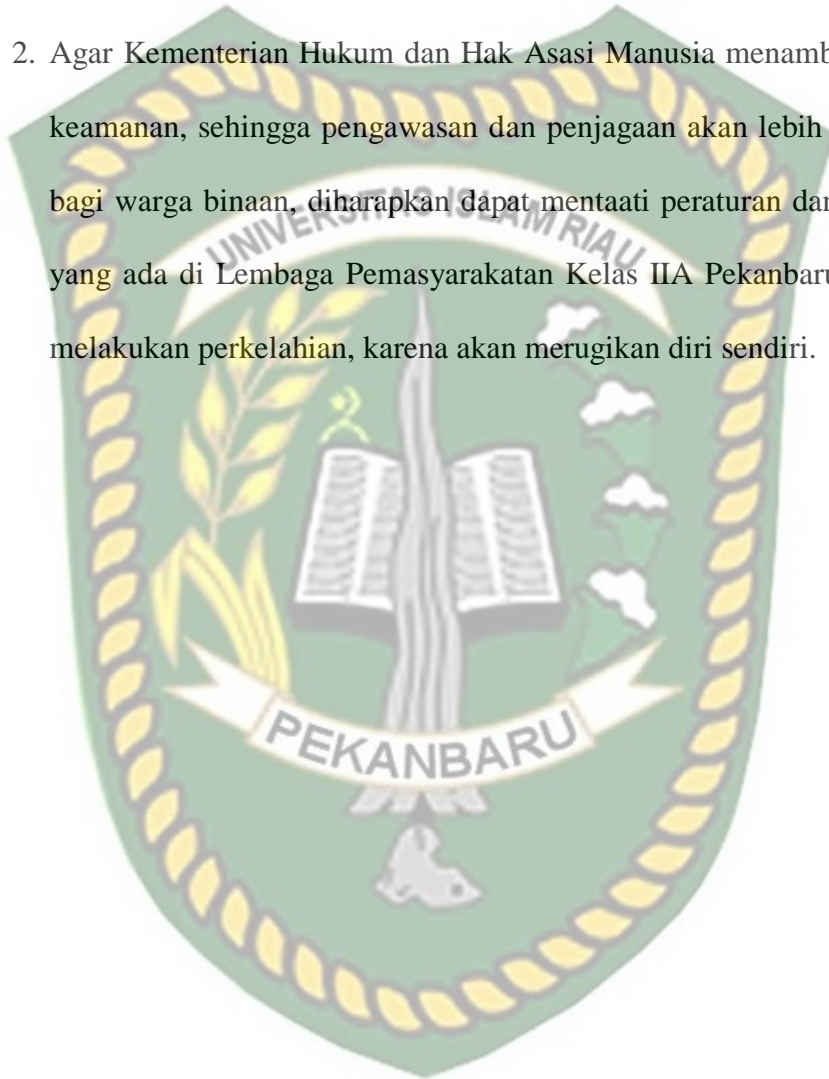 2. Agar Kementerian Hukum dan Hak Asasi Manusia menamb
keamanan, sehingga pengawasan dan penjagaan akan lebih
bagi warga binaan, diharapkan dapat mentaati peraturan dan
yang ada di Lembaga Pemasyarakatan Kelas IIA Pekanbaru
melakukan perkelahian, karena akan merugikan diri sendiri.
UNIVERSITAS ISLAM RIAU
PEKANBARU